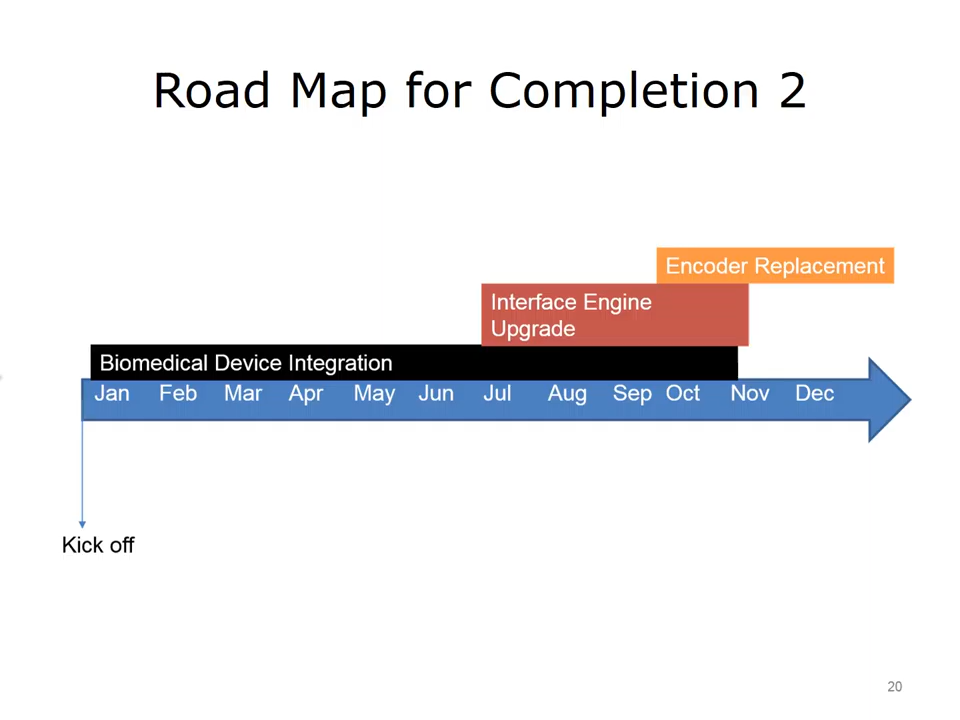 Road Map for Completion 2
Encoder Replacement
Interface Engine
Upgrade
Biomedical Device Integration
Jan Feb Mar Apr May Jun Jul Aug Sep Oct Nov Dec
Kick off
20